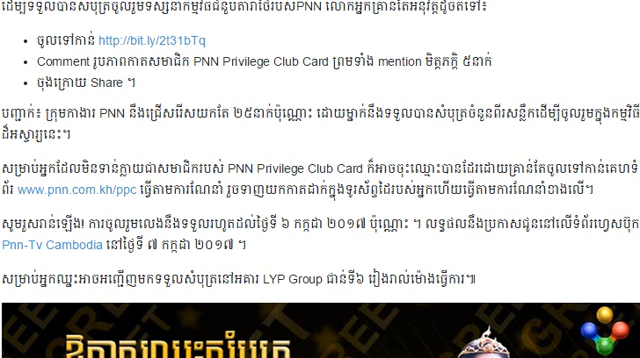 ដើម្បីទទួលបានសំបុត្រចូលរួមទស្សនាកម្មវិធីជំនួបតារាថៃរបស់PNN លោកអ្នកគ្រាន់តែអនុវត្តដូចតទៅ៖
ចូលទៅកាន់ http://bit.ly/2t31bTq
Comment រូបភាពកាតសមាជិក PNN Privilege Club Card ព្រមទាំង mention មិត្តភក្តិ ៥នាក់
ចុងក្រោយ Share ។
បញ្ជាក់៖ ក្រុមការងារ PNN នឹងជ្រើសរើសយកតែ ២៥នាក់ប៉ុណ្ណោះ ដោយម្នាក់នឹងទទួលបានសំបុត្រចំនួនពីរសន្លឹកដើម្បីចូលរួមក្នុងកម្មវិធី
ដ៏អស្ចារ្យនេះ។
សម្រាប់អ្នកដែលមិនទាន់ក្លាយជាសមាជិករបស់ PNN Privilege Club Card ក៏អាចចុះឈ្មោះបានដែរដោយគ្រាន់តែចូលទៅកាន់គេហទំ
ព័រ www.pnn.com.kh/ppc ធ្វើតាមការណែនាំ រួចទាញយកកាតដាក់ក្នុងទូរស័ព្ទដៃរបស់អ្នកហើយធ្វើតាមការណែនាំខាងលើ។
សូមរួសរាន់ឡើង! ការចូលរួមលេងនឹងទទួលរហូតដល់ថ្ងៃទី ៦ កក្កដា ២០១៧ ប៉ុណ្ណោះ ។ លទ្ធផលនឹងប្រកាសជូននៅលើទំព័រហ្វេសប៊ុក
Pnn-Tv Cambodia នៅថ្ងៃទី ៧ កក្កដា ២០១៧ ។
សម្រាប់អ្នកឈ្នះអាចអញ្ជើញមកទទួលសំបុត្រនៅអគារ LYP Group ជាន់ទី៦ រៀងរាល់ម៉ោងធ្វើការ៕